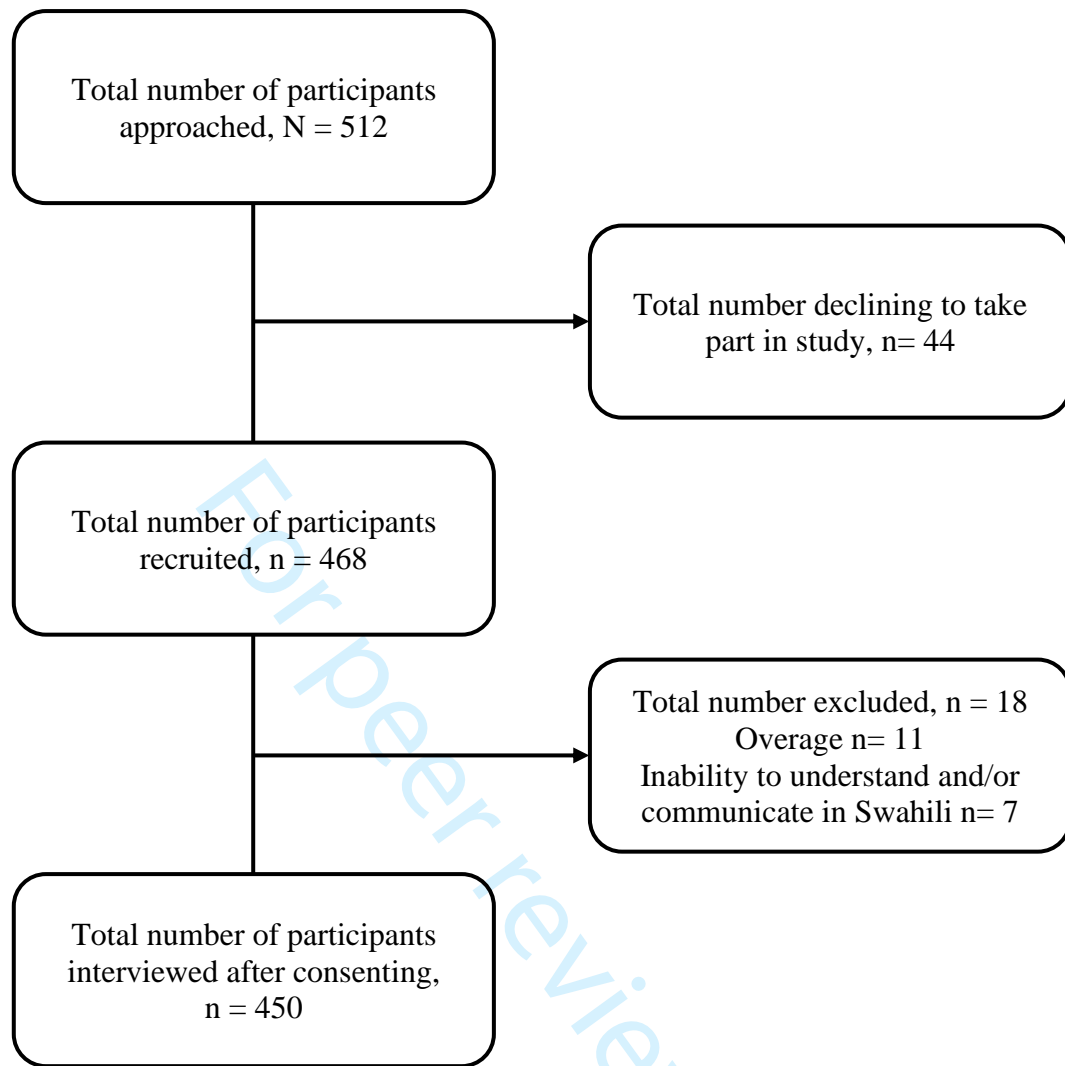 Total number of participants
approached, N = 512
Total number declining to take
part in study, n= 44
Total number of participants
recruited, n = 468
Total number excluded, n = 18
Overage n= 11
Inability to understand and/or
communicate in Swahili n= 7
Total number of participants
interviewed after consenting,
n = 450
For peer review